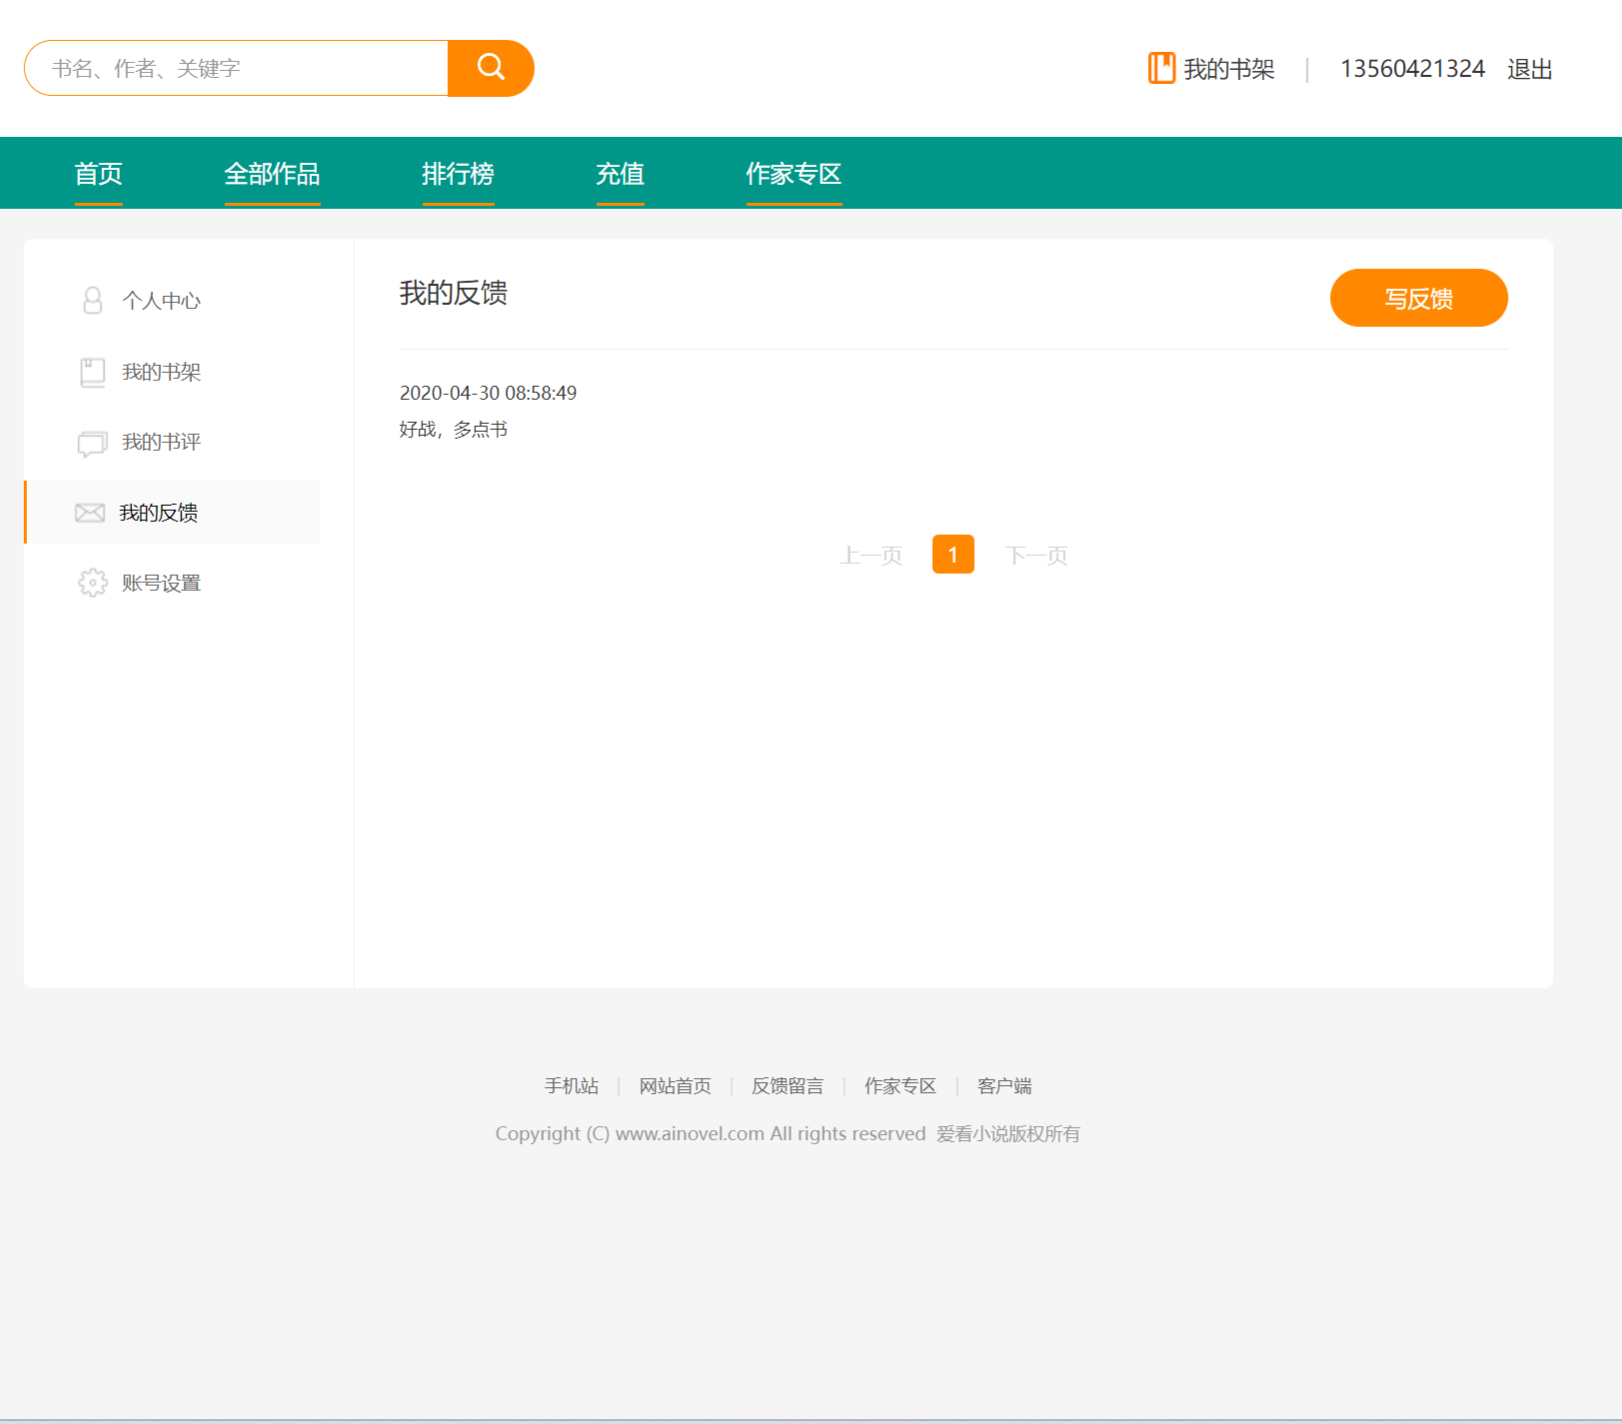 书名、作者、关键字
我的书架 | 13560421324 退出
首页 全部作品 排行榜 充值 作家专区
个人中心
我的书架
我的书评
我的反馈
账号设置
我的反馈
写反馈
2020-04-30 08:58:49
好战，多点书
上一页 1 下一页
手机站 | 网站首页 | 反馈留言 | 作家专区 | 客户端
Copyright (C) www.ainovel.com All rights reserved 爱看小说版权所有